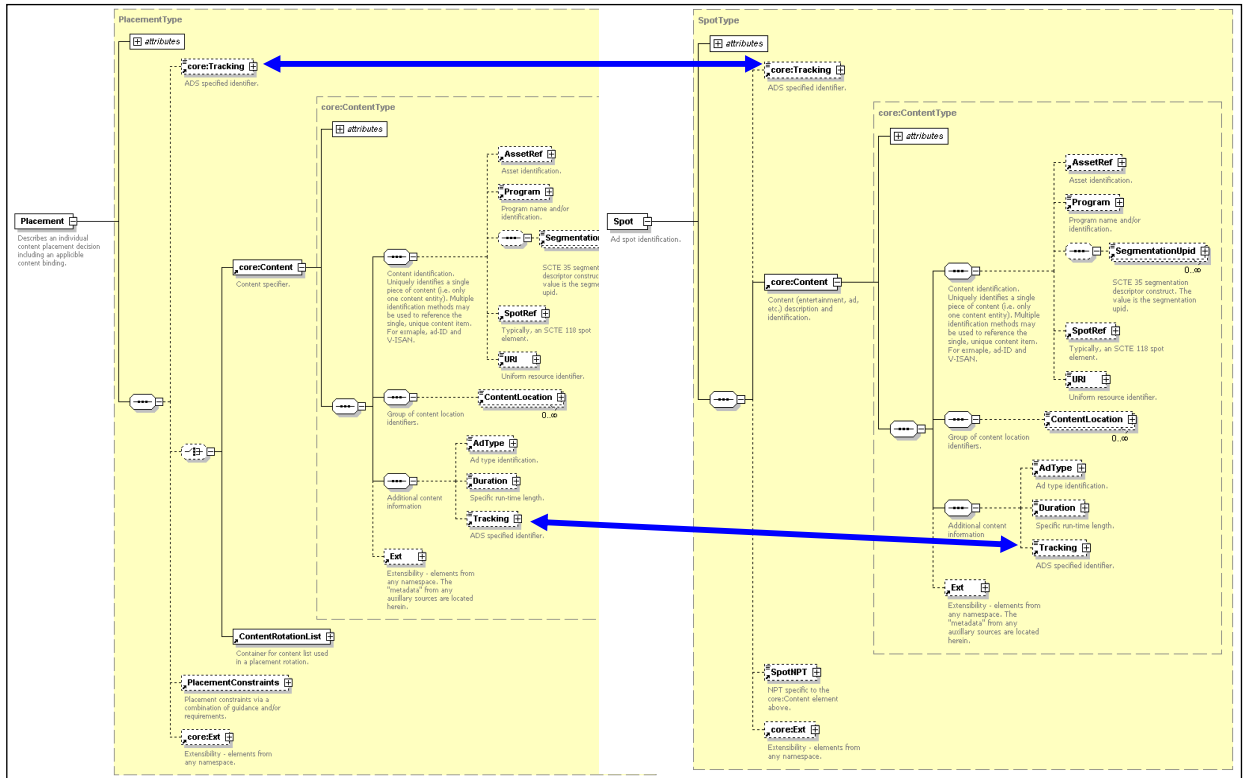 PlacementType
attributes
core:Tracking
ADS specified identifier.
core:ContentType
attributes
AssetRef
Asset identification.
Program
Program name and/or
identification.
Placement
Describes an individual
content placement decision
including an applicible
content binding.
Segmentation
SCTE 35 segment
descriptor construc
value is the segme
upid.
core:Content
Content specifier.
Content identification.
Uniquely identifies a single
piece of content (i.e. only
one content entity). Multiple
identification methods may
be used to reference the
single, unique content item.
For esmaple, ad-ID and
V-ISAN.
SpotRef
Typically, an SCTE 118 spot
element.
URI
Uniform resource identifier.
ContentLocation
0..∞
Group of content location
identifiers.
AdType
Ad type identification.
Duration
Specific run-time length.
Additional content
information
Tracking
ADS specified identifier.
Ext
Extensibility - elements from
any namespace. The
"metadata" from any
auxillary sources are located
herein.
ContentRotationList
Container for content list used
in a placement rotation.
PlacementConstraints
Placement constraints via a
combination of guidance and/or
requirements.
core:Ext
Extensibility - elements from
any namespace.
SpotType
attributes
core:Tracking
ADS specified identifier.
core:ContentType
attributes
AssetRef
Asset identification.
Program
Program name and/or
identification.
Spot
Ad spot identification.
SegmentationUpid
0..∞
SCTE 35 segmentation
descriptor construct. The
value is the segmentation
upid.
core:Content
Content (entertainment, ad,
etc.) description and
identification.
Content identification.
Uniquely identifies a single
piece of content (i.e. only
one content entity). Multiple
identification methods may
be used to reference the
single, unique content item.
For esmaple, ad-ID and
V-ISAN.
SpotRef
Typically, an SCTE 118 spot
element.
URI
Uniform resource identifier.
ContentLocation
0..∞
Group of content location
identifiers.
AdType
Ad type identification.
Duration
Specific run-time length.
Additional content
information
Tracking
ADS specified identifier.
Ext
Extensibility - elements from
any namespace. The
"metadata" from any
auxillary sources are located
herein.
SpotNPT
NPT specific to the
core:Content element
above.
core:Ext
Extensibility - elements from
any namespace.